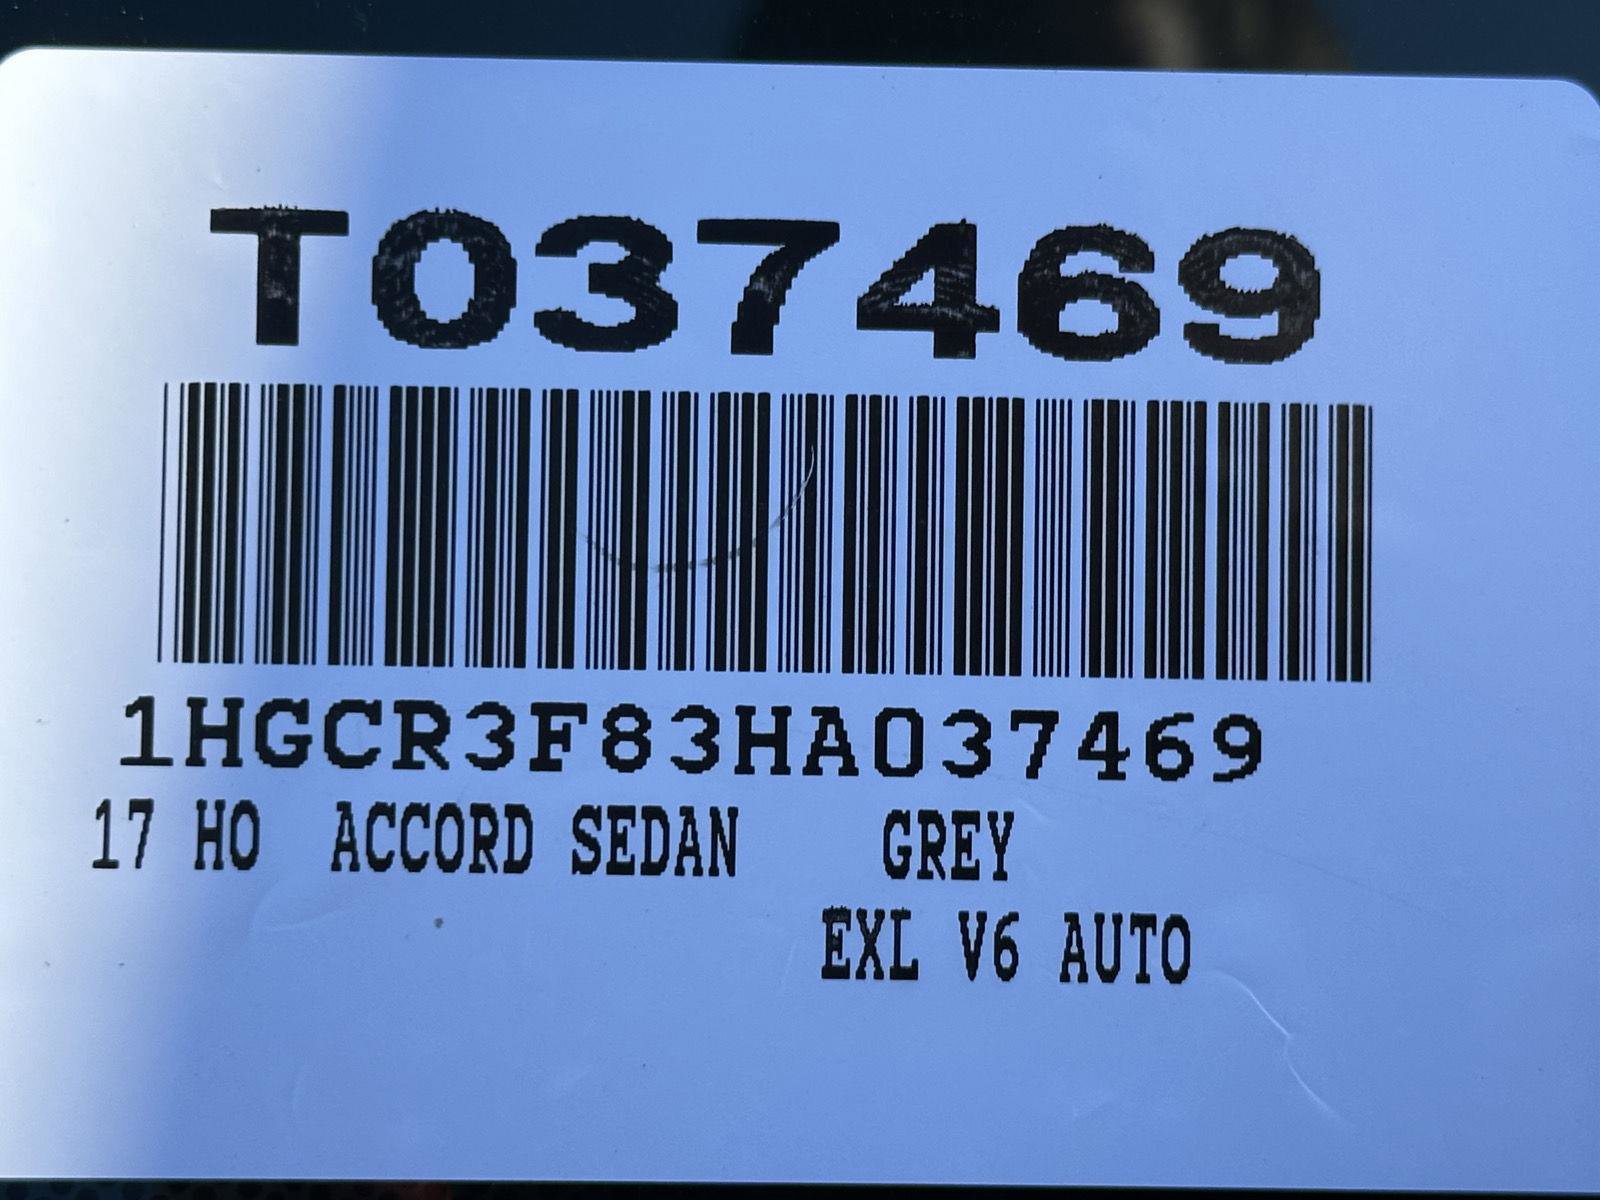 T037469
1HGCR3F83HA037469
17 HO ACCORD SEDAN GREY
EXL V6 AUTO